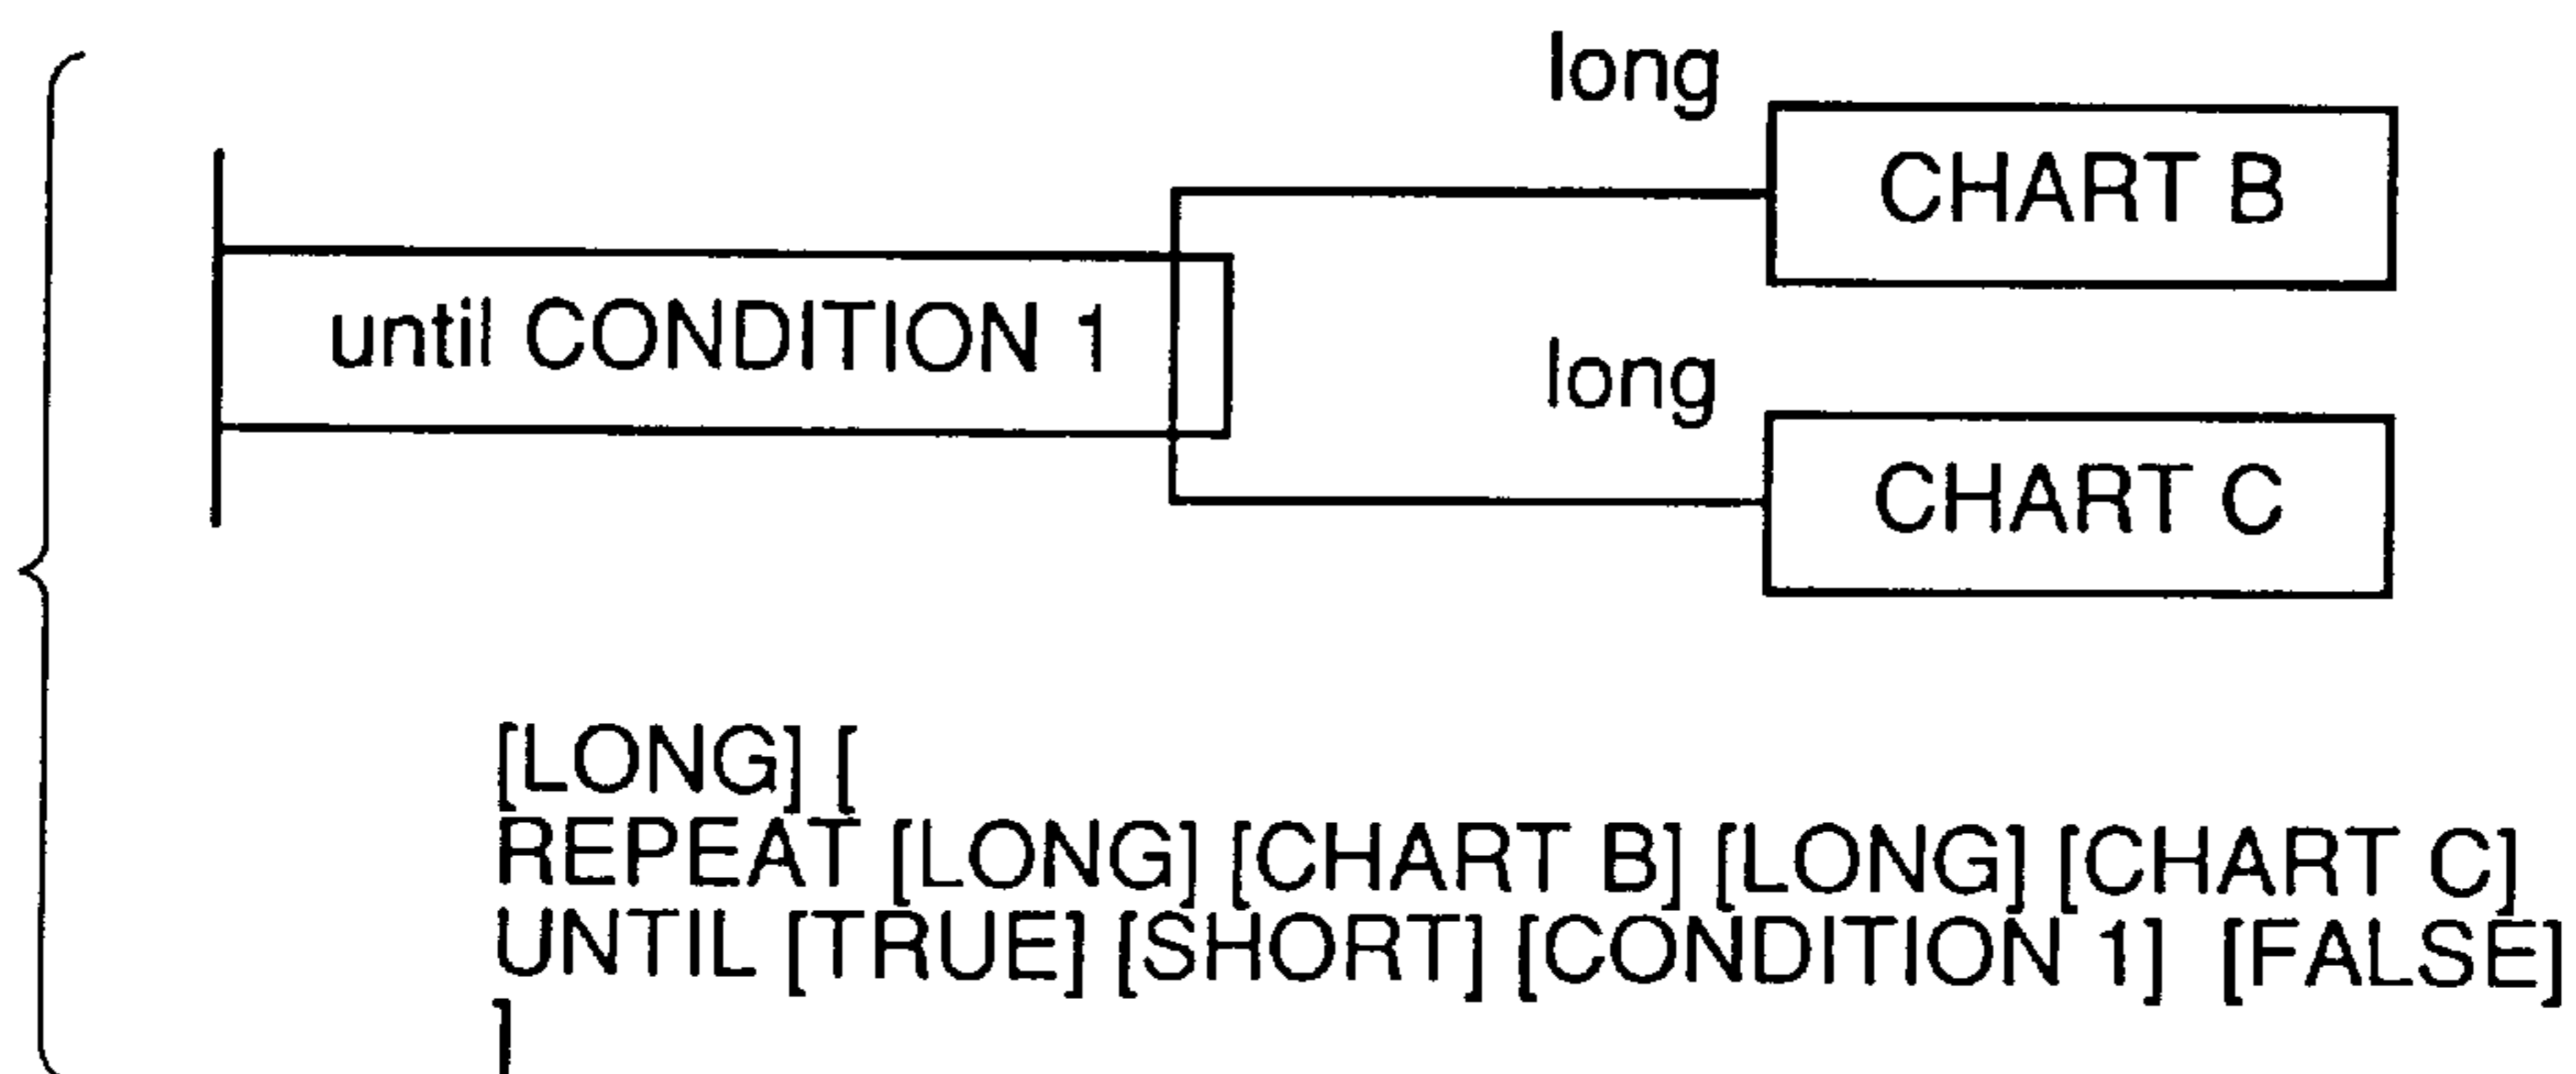 long
CHART B
until CONDITION 1
long
CHART C
[LONG] [
REPEAT [LONG] [CHART B] [LONG] [CHART C]
UNTIL [TRUE] [SHORT] [CONDITION 1] [FALSE]
]